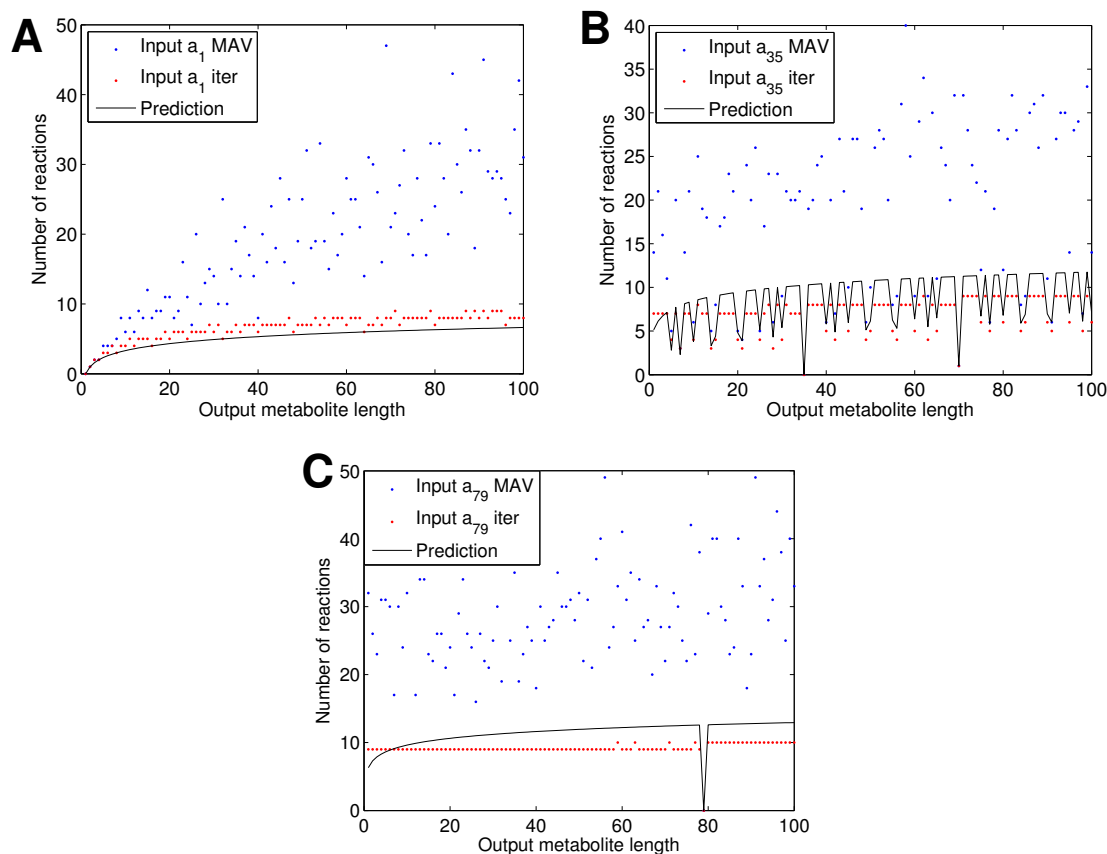 A
50
40
30
20
10
0
Number of reactions
Input a1 MAV
Input a1 iter
Prediction
0 20 40 60 80 100
Output metabolite length
B
40
35
30
25
20
15
10
5
0
Number of reactions
Input a35 MAV
Input a35 iter
Prediction
0 20 40 60 80 100
Output metabolite length
C
50
40
30
20
10
0
Number of reactions
Input a79 MAV
Input a79 iter
Prediction
0 20 40 60 80 100
Output metabolite length